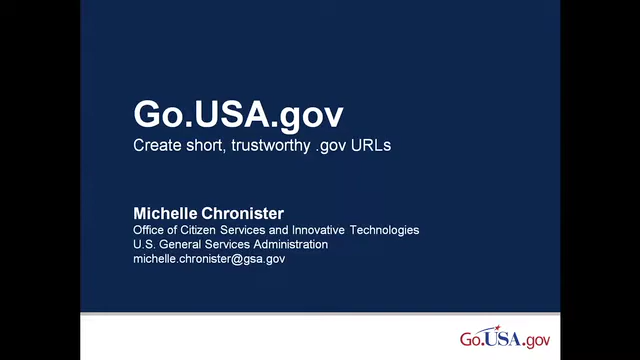 Go.USA.gov
Create short, trustworthy .gov URLs
Michelle Chronister
Office of Citizen Services and Innovative Technologies
U.S. General Services Administration
michelle.chronister@gsa.gov
Go.USA.gov